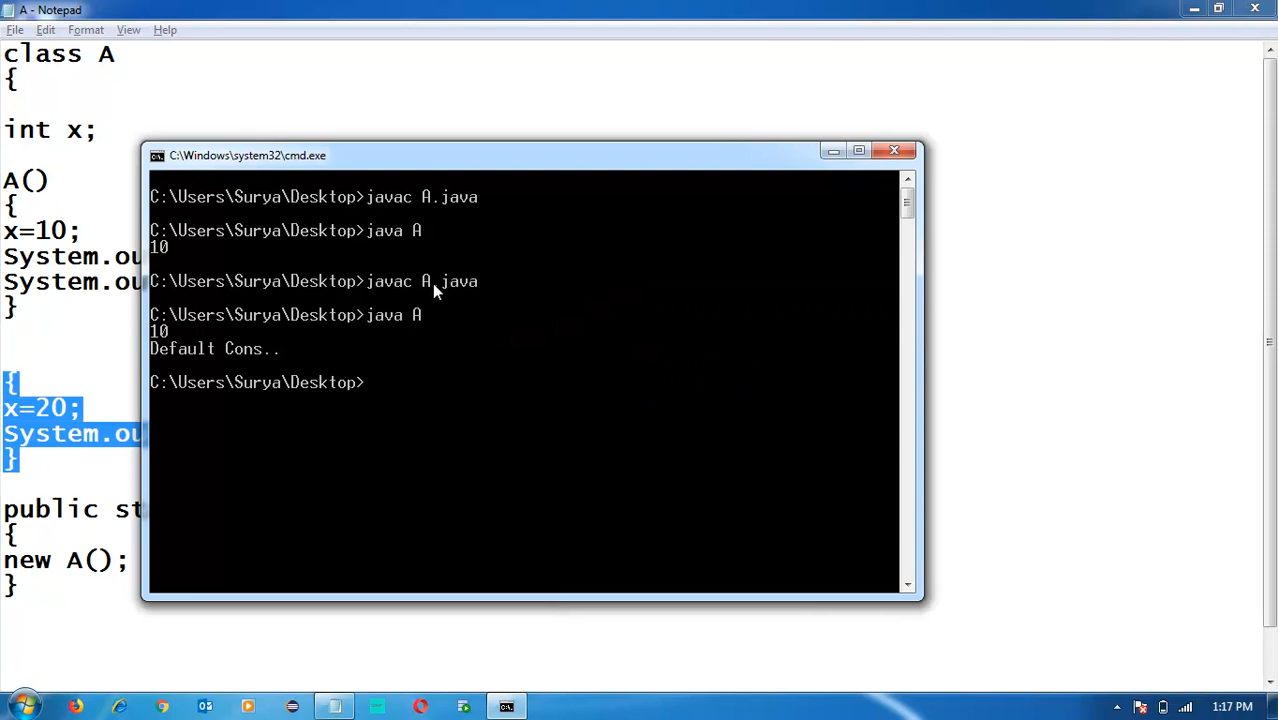 A - Notepad
File Edit Format View Help
class A
{
int x;
A()
{
x=10;
System.ou
System.ou
}
{
x=20;
System.ou
}
public st
{
new A();
}
C:\Windows\system32\cmd.exe
C:\Users\Surya\Desktop>javac A.java
C:\Users\Surya\Desktop>java A
10
C:\Users\Surya\Desktop>javac A.java
C:\Users\Surya\Desktop>java A
10
Default Cons..
C:\Users\Surya\Desktop>
1:17 PM